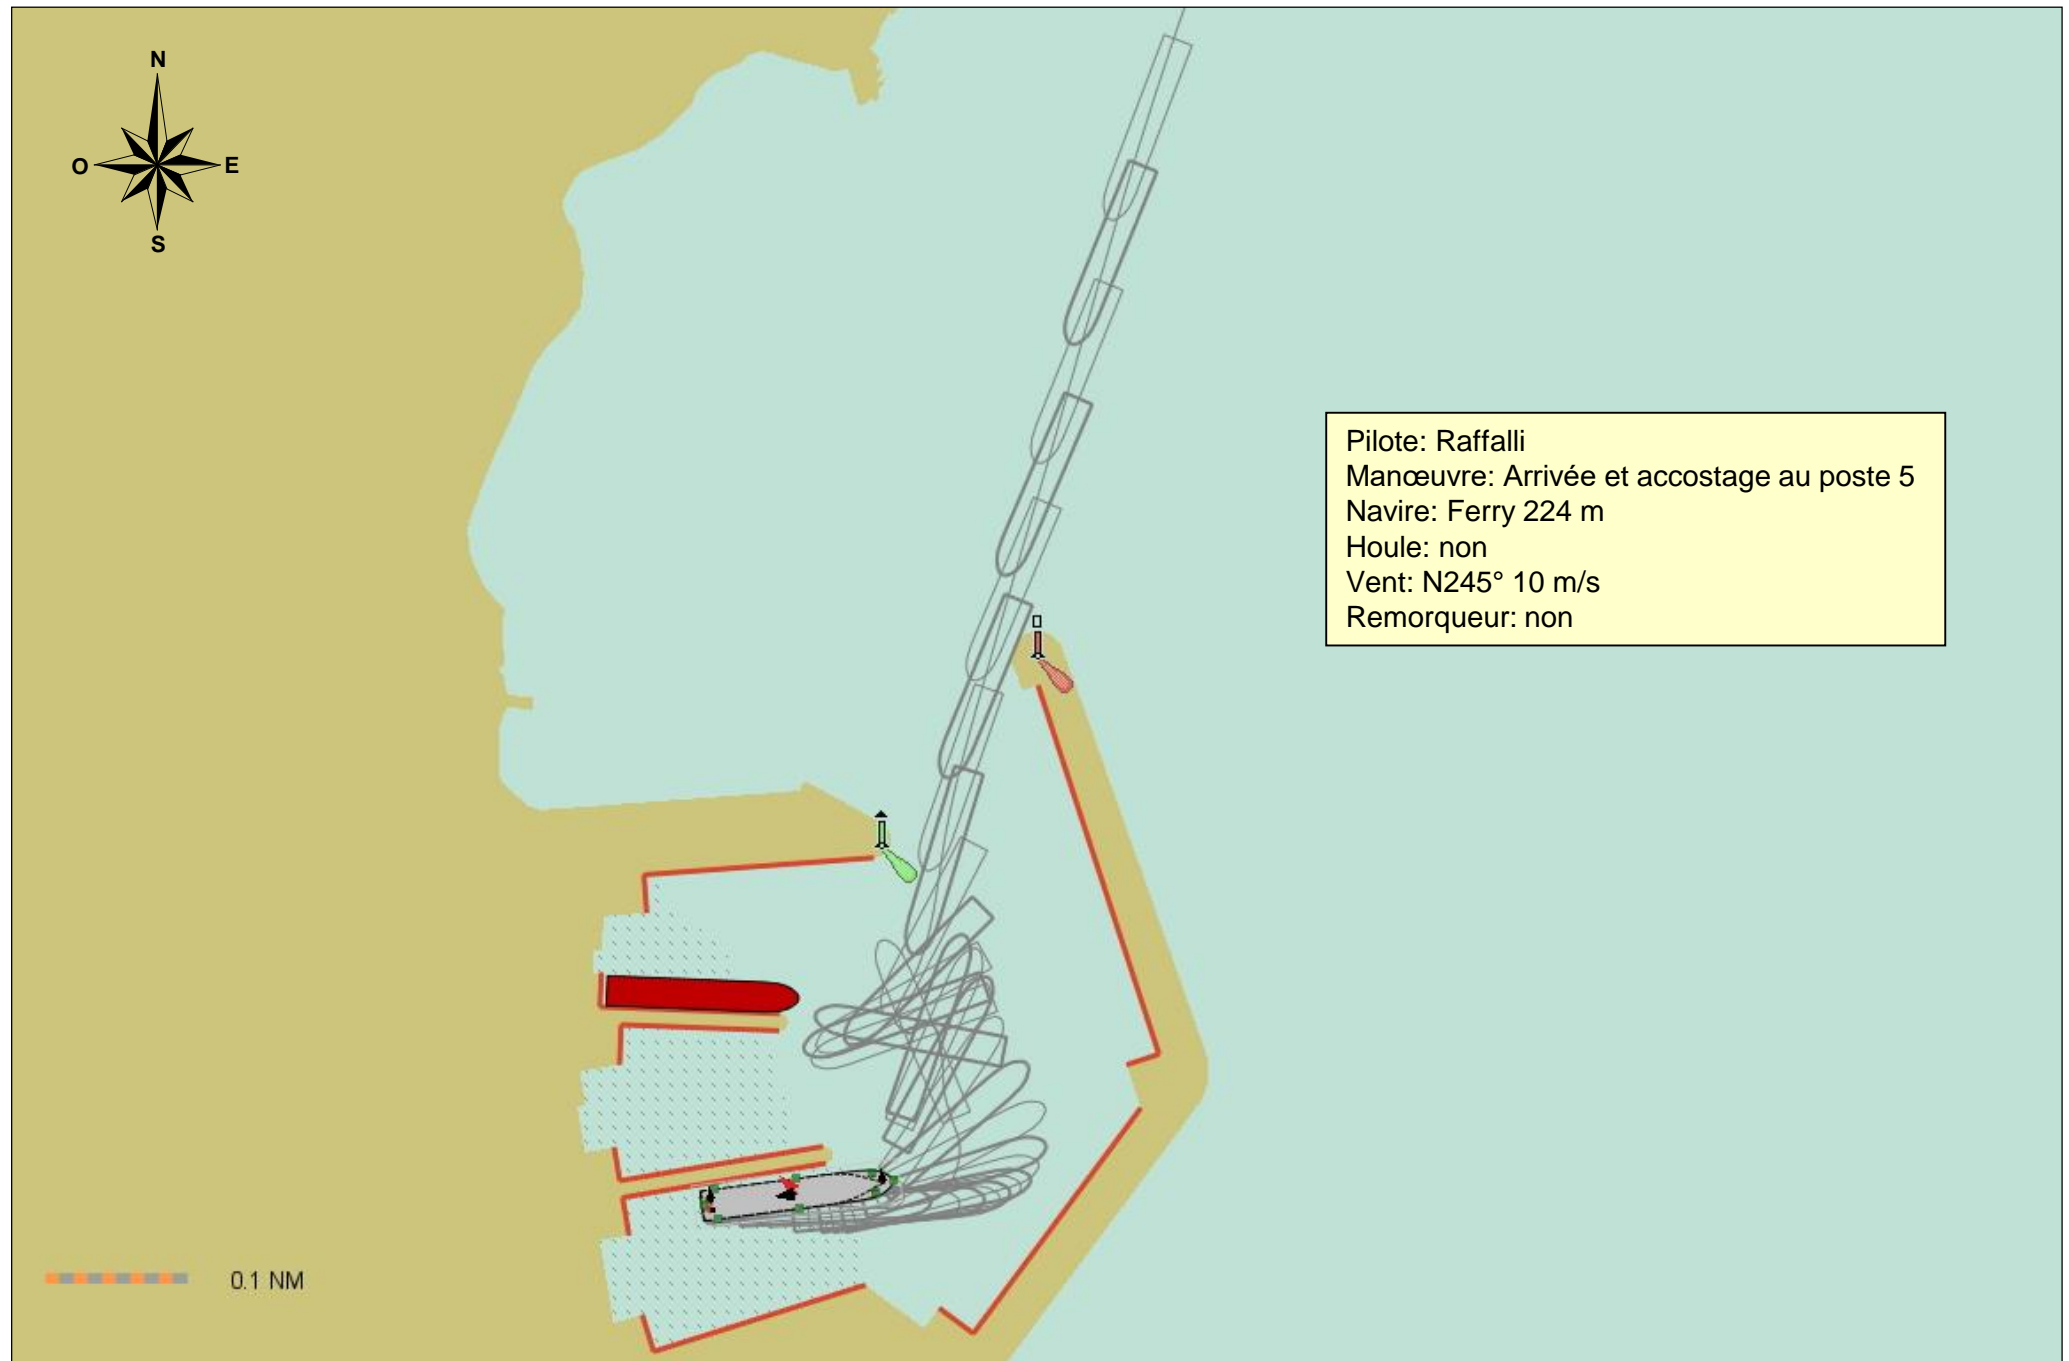 N
O
E
S
Pilote: Raffalli
Manœuvre: Arrivée et accostage au poste 5
Navire: Ferry 224 m
Houle: non
Vent: N245° 10 m/s
Remorqueur: non
0.1 NM